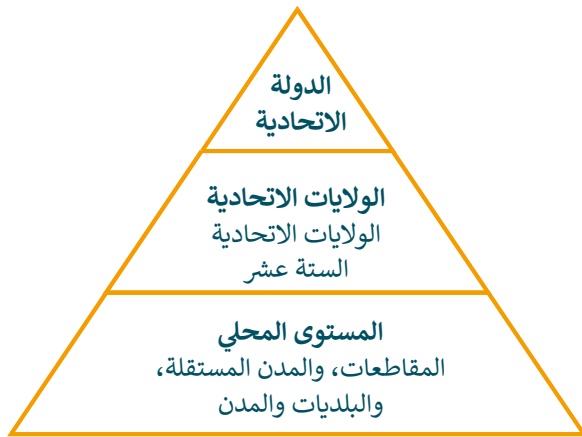 الدولة
الاتحادية
الولايات الاتحادية
الولايات الاتحادية
الستة عشر
المستوى المحلي
المقاطعات، والمدن المستقلة،
والبلديات والمدن